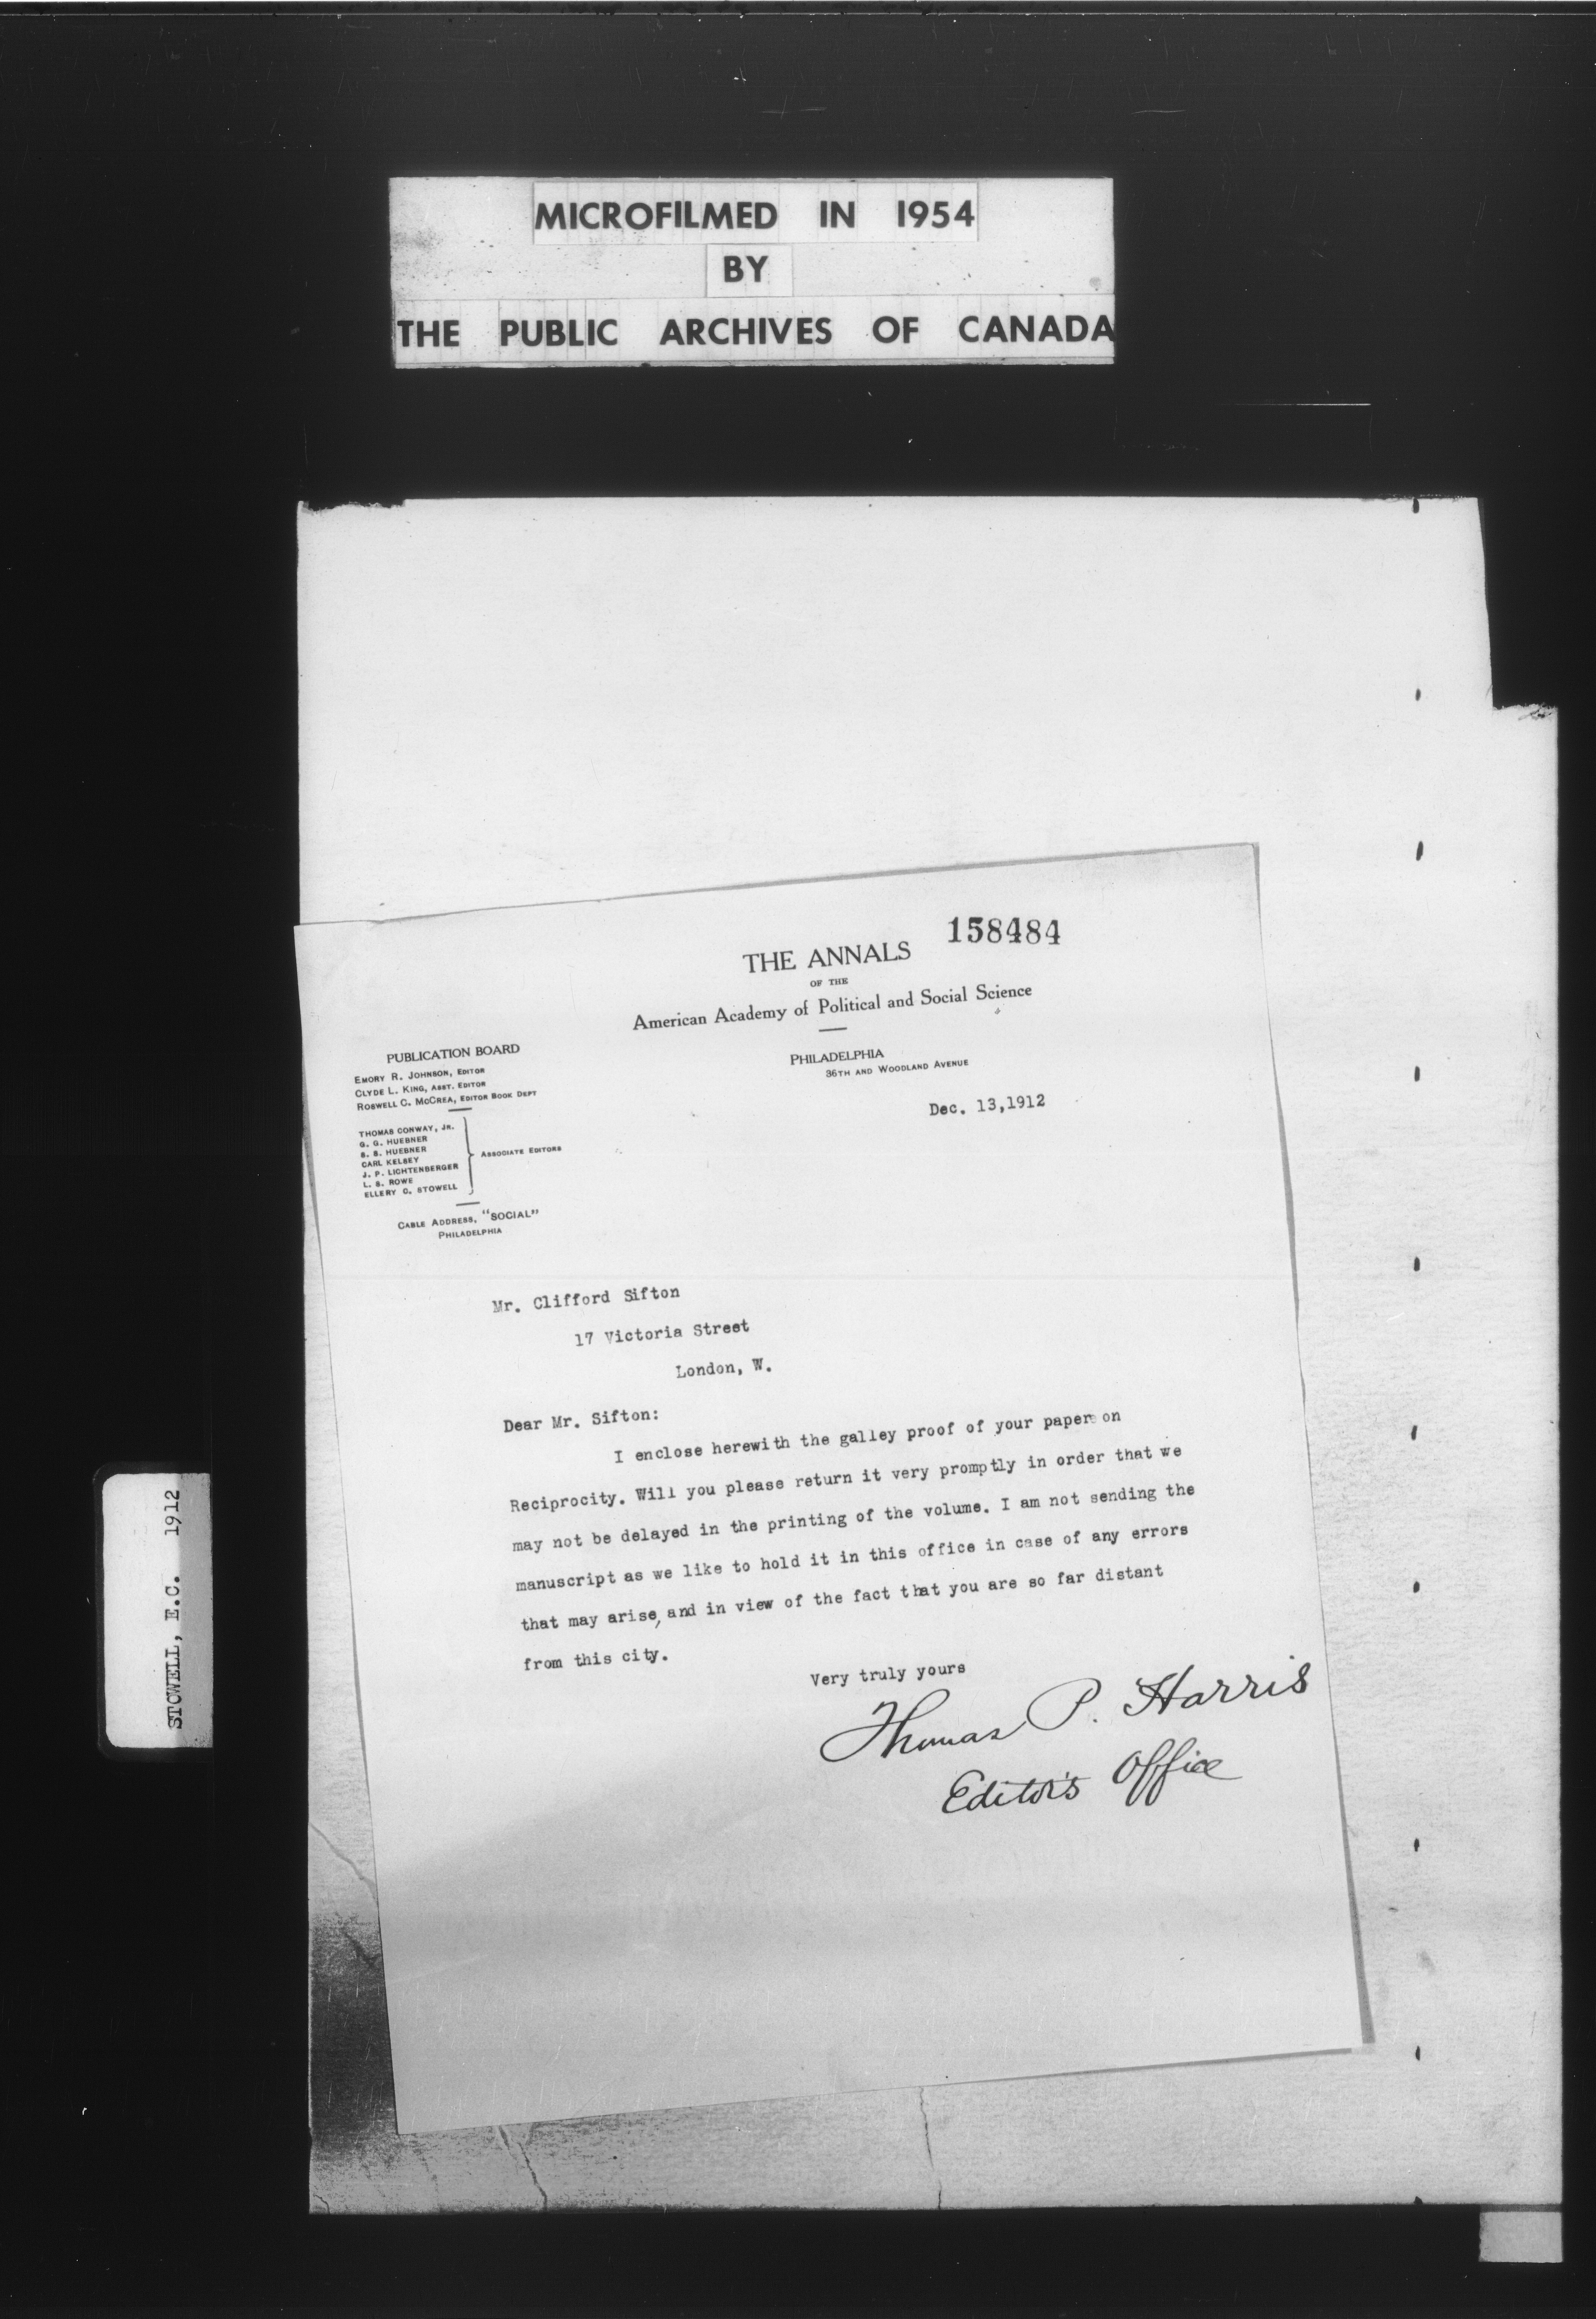 MICROFILMED IN 1954
BY
THE PUBLIC ARCHIVES OF CANADA
158484
THE ANNALS
OF THE
American Academy of Political and Social Science
PHILADELPHIA
36TH AND WOODLAND AVENUE
PUBLICATION BOARD
EMORY R. JOHNSON, EDITOR
CLYDE L. KING, ASST. EDITOR
ROSWELL C. MCCREA, EDITOR BOOK DEPT
THOMAS CONWAY, JR.
G. G. HUEBNER
S. S. HUEBNER
CARL KELSEY
J. P. LICHTENBERGER
L. S. ROWE
ELLERY C. STOWELL
ASSOCIATE EDITORS
CABLE ADDRESS, "SOCIAL"
PHILADELPHIA
Dec. 13,1912
Mr. Clifford Sifton
17 Victoria Street
London, W.
Dear Mr. Sifton:
I enclose herewith the galley proof of your paper on
Reciprocity. Will you please return it very promptly in order that we
may not be delayed in the printing of the volume. I am not sending the
manuscript as we like to hold it in this office in case of any errors
that may arise, and in view of the fact that you are so far distant
from this city.
Very truly yours
Thomas P. Harris
Editor's Office
STOWELL, E.C. 1912